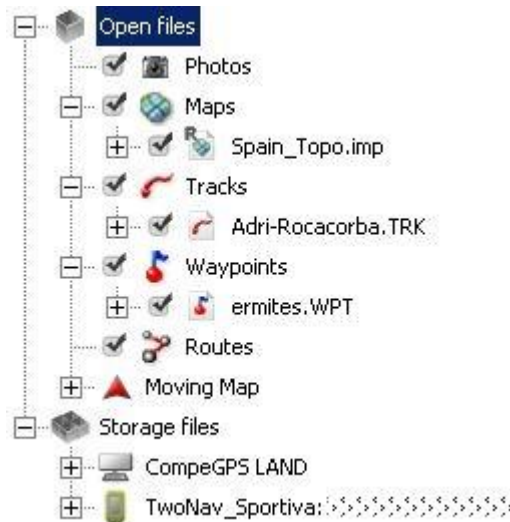 Open files
Photos
Maps
R
Spain_Topo.imp
Tracks
Adri-Rocacorba.TRK
Waypoints
ermites.WPT
Routes
Moving Map
Storage files
CompeGPS LAND
TwoNav_Sportiva: